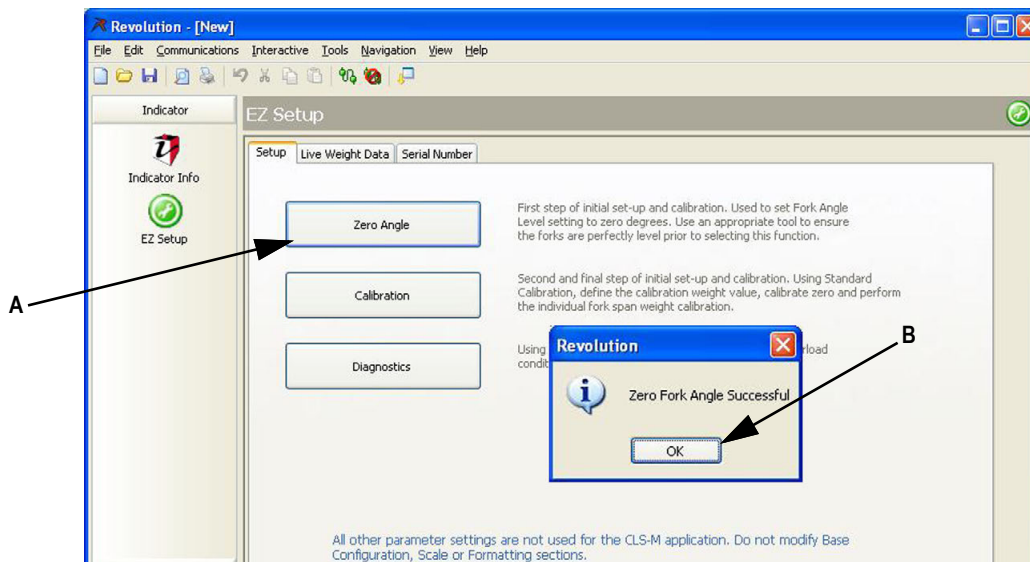 Revolution - [New]
File Edit Communications Interactive Tools Navigation View Help
Indicator
Indicator Info
EZ Setup
EZ Setup
Setup Live Weight Data Serial Number
Zero Angle
First step of initial set-up and calibration. Used to set Fork Angle
Level setting to zero degrees. Use an appropriate tool to ensure
the forks are perfectly level prior to selecting this function.
Calibration
Second and final step of initial set-up and calibration. Using Standard
Calibration, define the calibration weight value, calibrate zero and perform
the individual fork span weight calibration.
Diagnostics
Using
Revolution
Zero Fork Angle Successful
OK
A
B
All other parameter settings are not used for the CLS-M application. Do not modify Base
Configuration, Scale or Formatting sections.